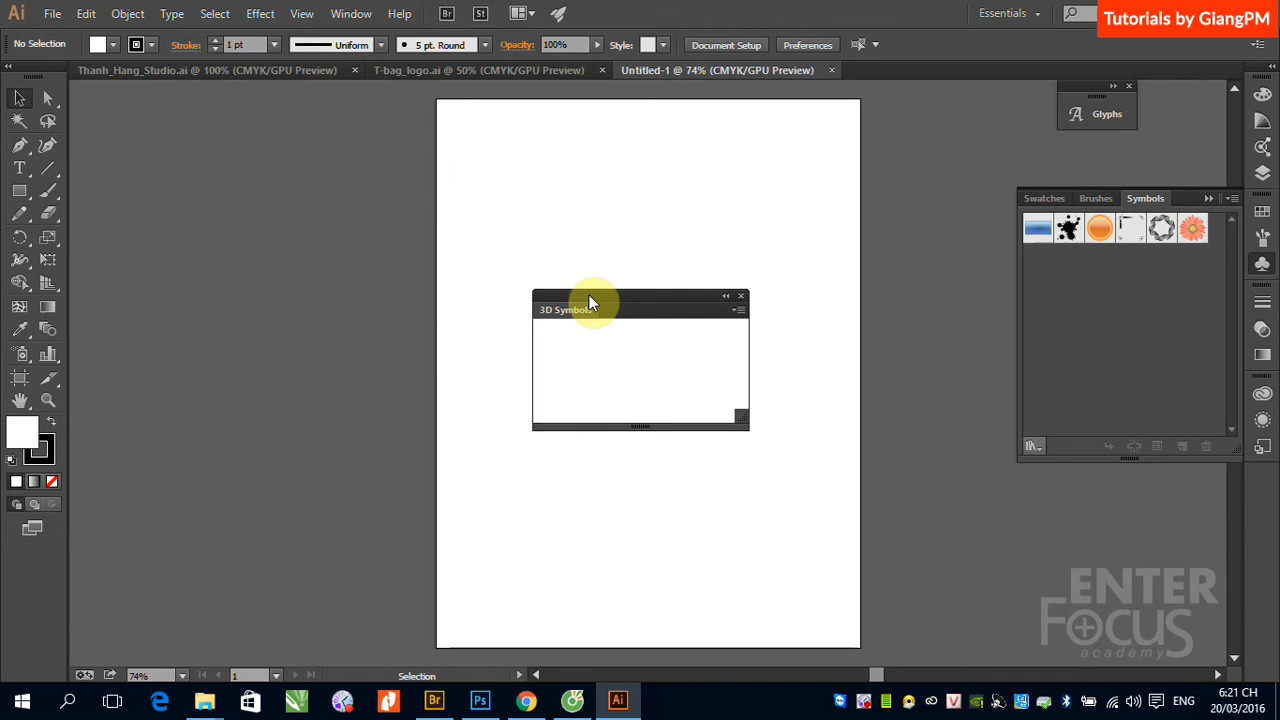 Ai File Edit Object Type Select Effect View Window Help Br St Essentials
Tutorials by GiangPM
No Selection Stroke: 1 pt Uniform 5 pt. Round Opacity: 100% Style: Document Setup Preferences
Thanh_Hang_Studio.ai @ 100% (CMYK/GPU Preview) × T-bag_logo.ai @ 50% (CMYK/GPU Preview) × Untitled-1 @ 74% (CMYK/GPU Preview) ×
Glyphs
Swatches Brushes Symbols
3D Symbols
ENTER
FOCUS
academy
74% 1 Selection
Br Ps Ai ENG 6:21 CH
20/03/2016